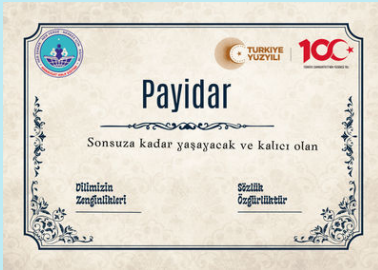 TÜRKİYE
YÜZYILI
100
Payidar
Sonsuza kadar yaşayacak ve kalıcı olan
Dilimizin
Zenginlikleri
Sözlük
Özgürlüktür